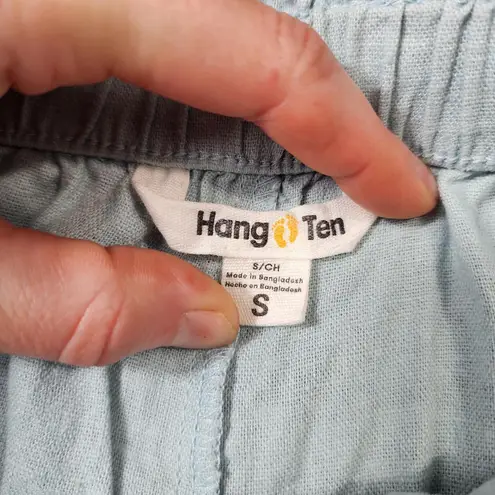 Hang Ten
S/CH
Made in Bangladesh
Hecho en Bangladesh
S